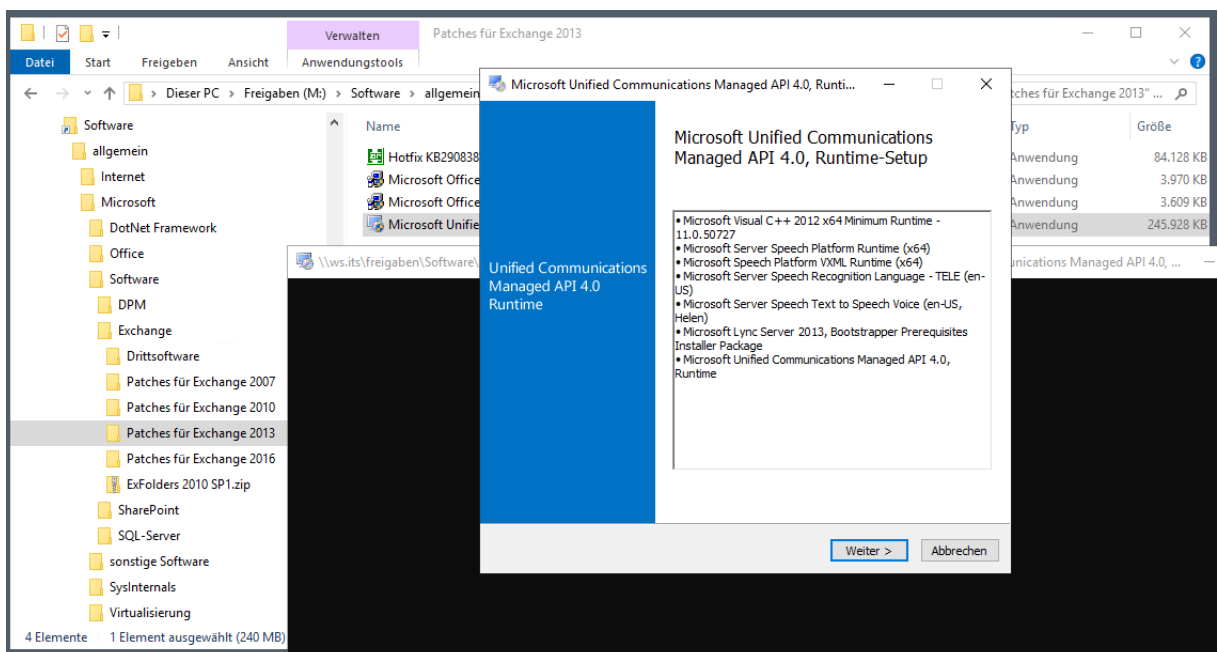 Verwalten
Patches für Exchange 2013
Datei Start Freigeben Ansicht Anwendungstools
Dieser PC > Freigaben (M:) > Software > allgemein
tches für Exchange 2013" ...
Software
allgemein
Internet
Microsoft
DotNet Framework
Office
Software
DPM
Exchange
Drittsoftware
Patches für Exchange 2007
Patches für Exchange 2010
Patches für Exchange 2013
Patches für Exchange 2016
ExFolders 2010 SP1.zip
SharePoint
SQL-Server
sonstige Software
SysInternals
Virtualisierung
4 Elemente 1 Element ausgewählt (240 MB)
Name
Typ Größe
Hotfix KB290838
Anwendung 84.128 KB
Microsoft Office
Anwendung 3.970 KB
Microsoft Office
Anwendung 3.609 KB
Microsoft Unifie
Anwendung 245.928 KB
\\ws.its\freigaben\Software\
unications Managed API 4.0, ...
Microsoft Unified Communications Managed API 4.0, Runti...
Unified Communications
Managed API 4.0
Runtime
Microsoft Unified Communications
Managed API 4.0, Runtime-Setup
• Microsoft Visual C++ 2012 x64 Minimum Runtime -
11.0.50727
• Microsoft Server Speech Platform Runtime (x64)
• Microsoft Speech Platform VXML Runtime (x64)
• Microsoft Server Speech Recognition Language - TELE (en-
US)
• Microsoft Server Speech Text to Speech Voice (en-US,
Helen)
• Microsoft Lync Server 2013, Bootstrapper Prerequisites
Installer Package
• Microsoft Unified Communications Managed API 4.0,
Runtime
Weiter > Abbrechen